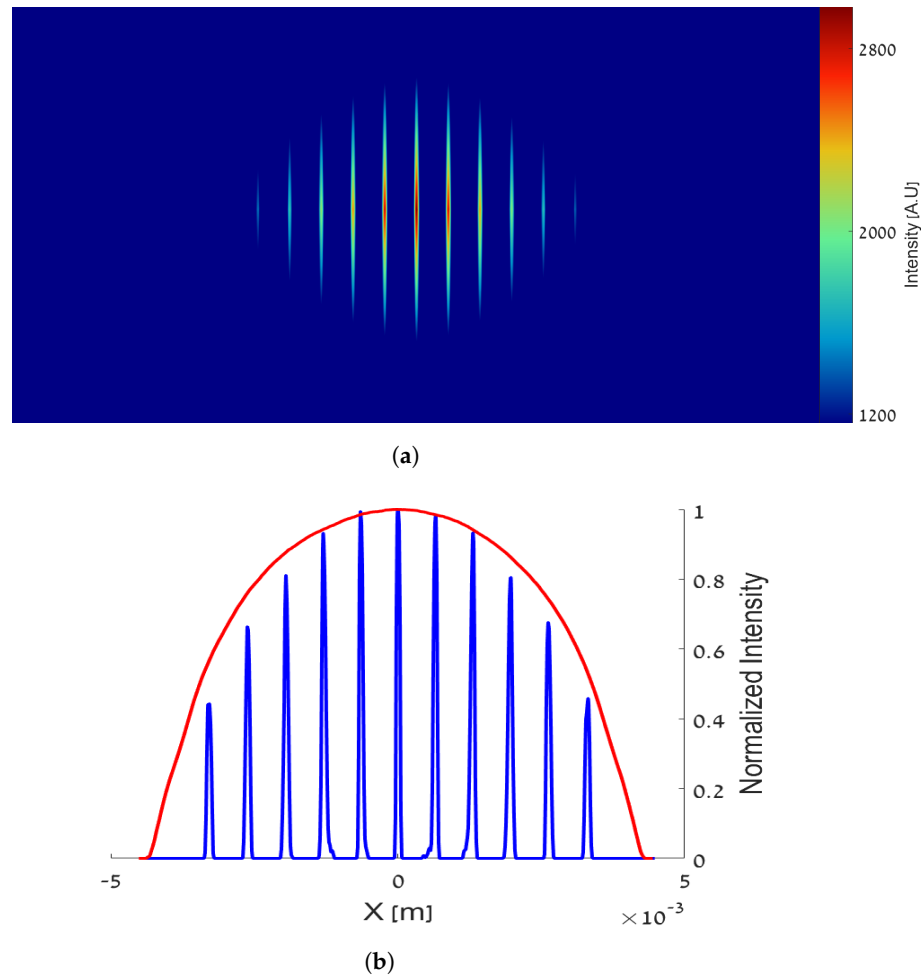 2800
2000
1200
Intensity [A.U]
(a)
1
0.8
0.6
0.4
0.2
0
Normalized Intensity
-5
0
5
X [m]
×10⁻³
(b)